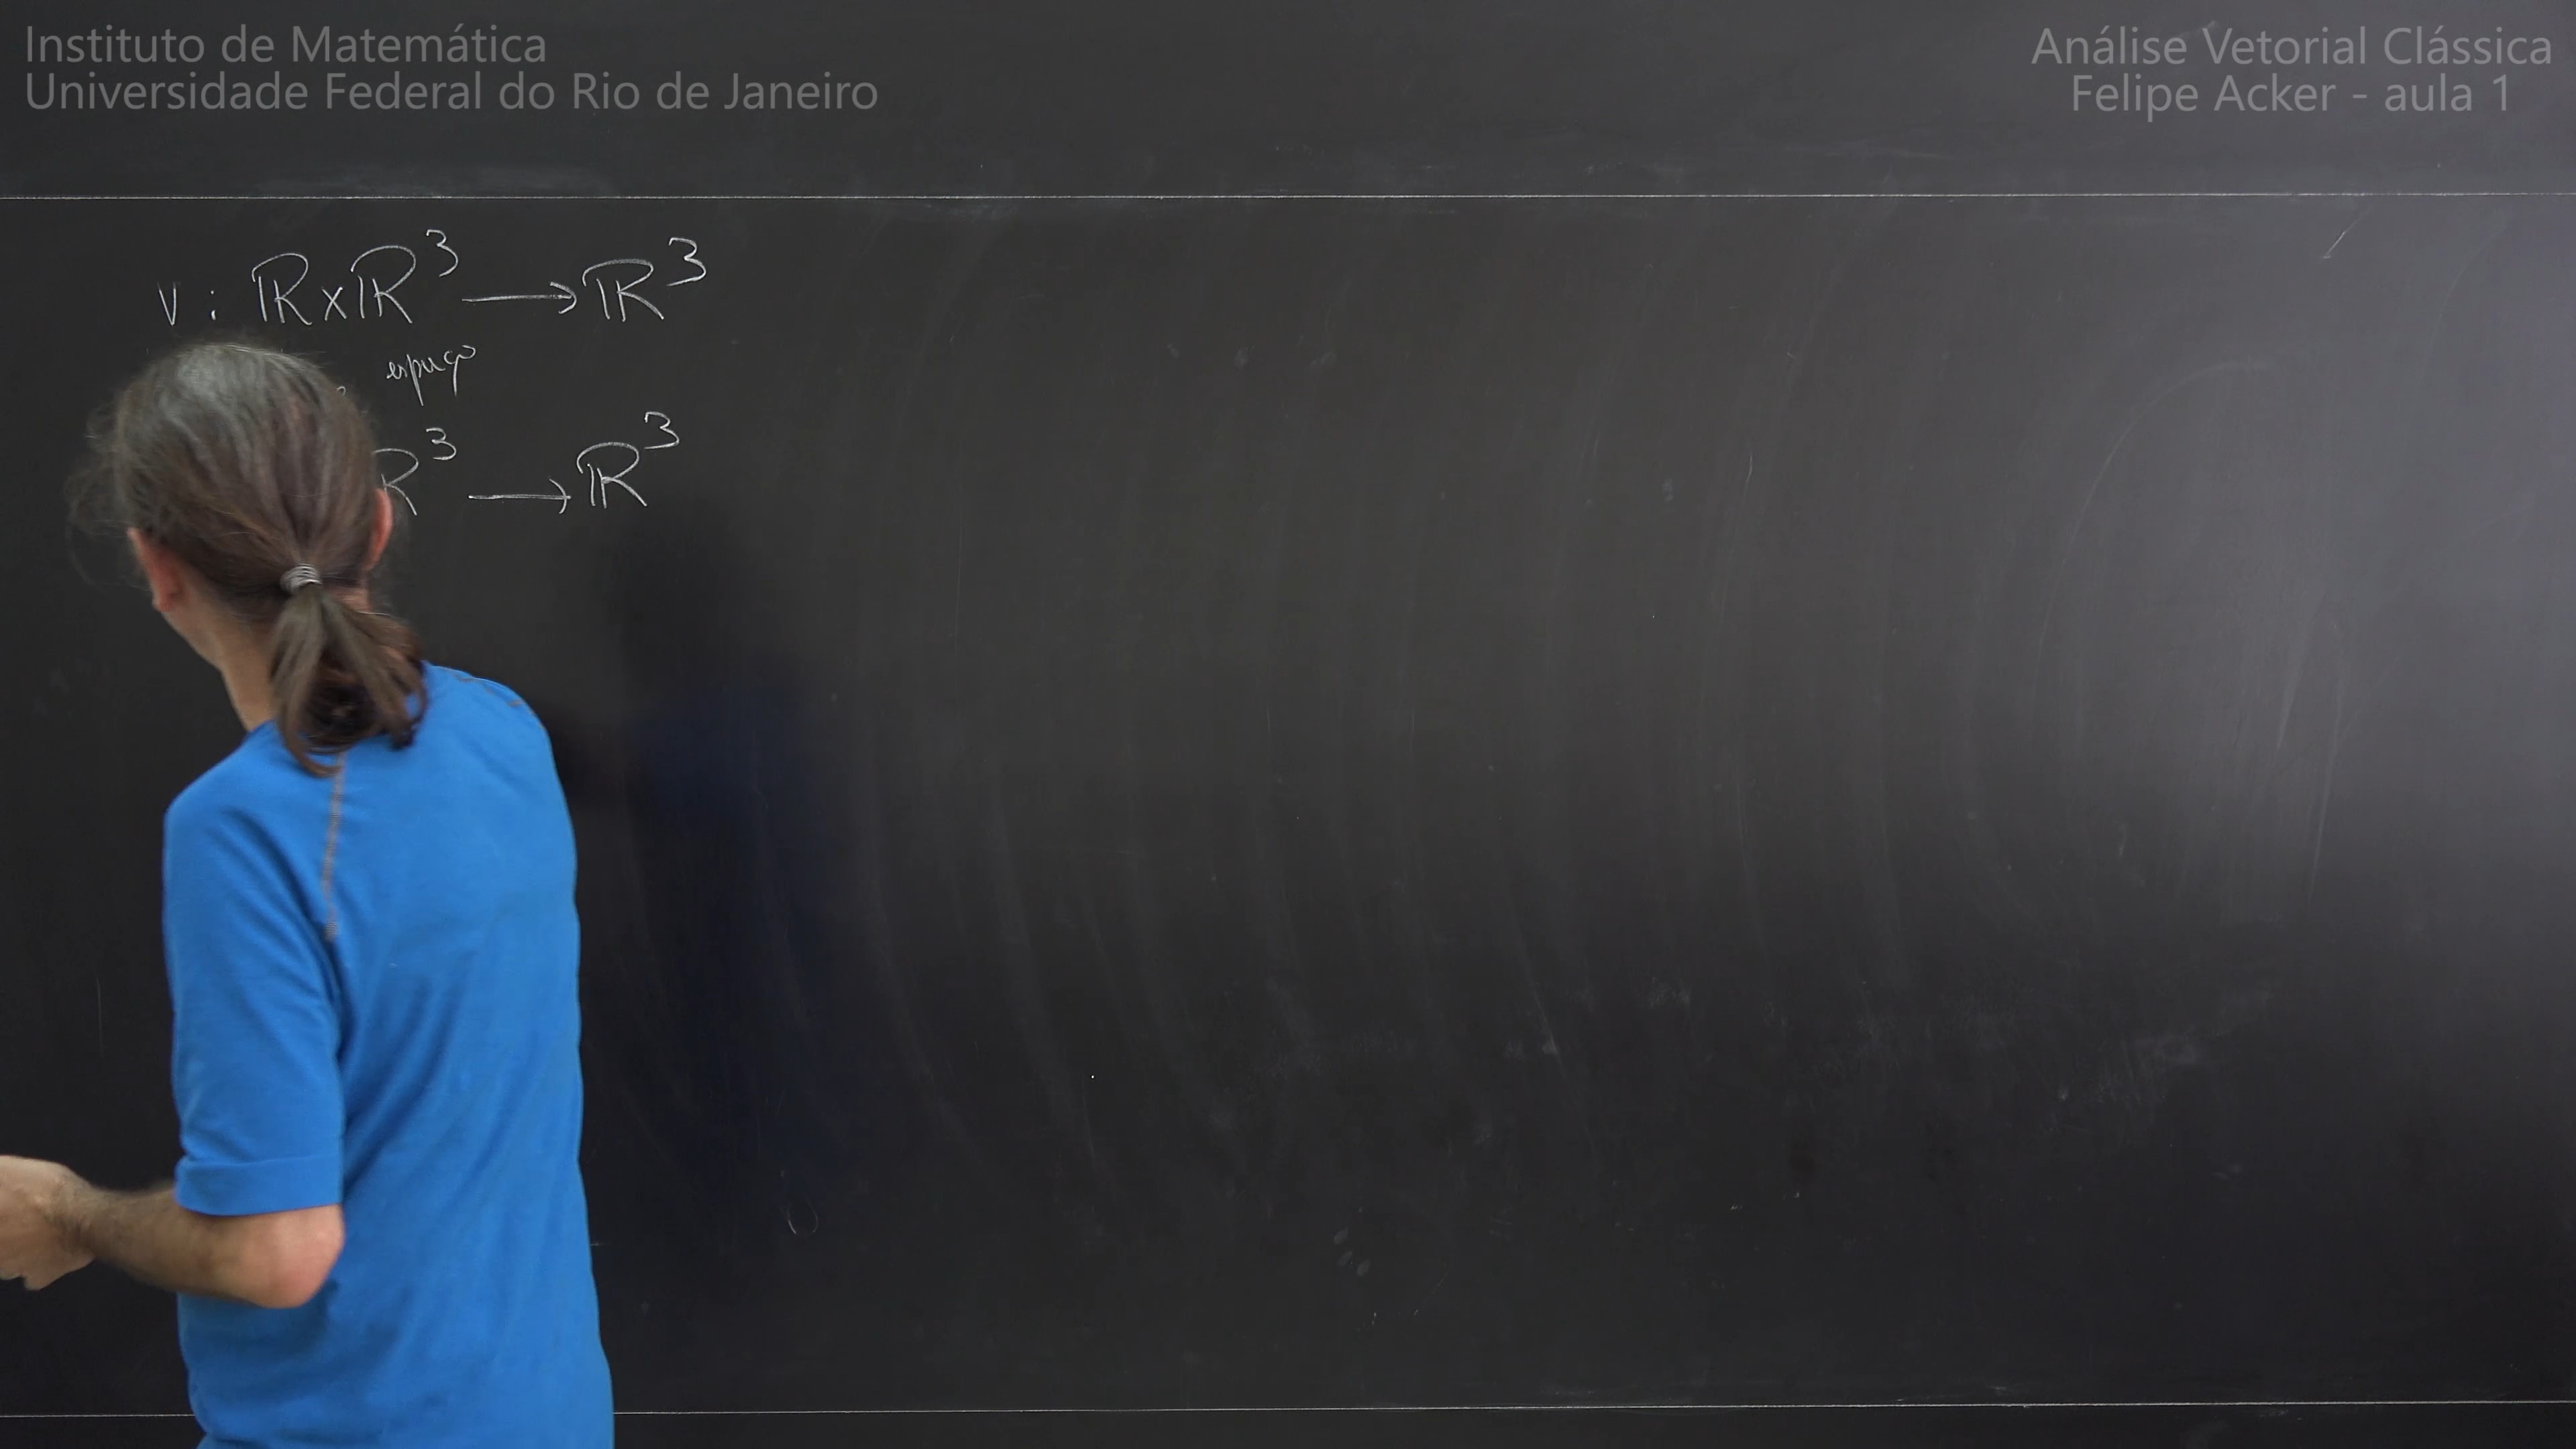 Instituto de Matemática
Universidade Federal do Rio de Janeiro
Análise Vetorial Clássica
Felipe Acker - aula 1
v : ℝxℝ³ ⟶ ℝ³
espaço
ℝ³ ⟶ ℝ³